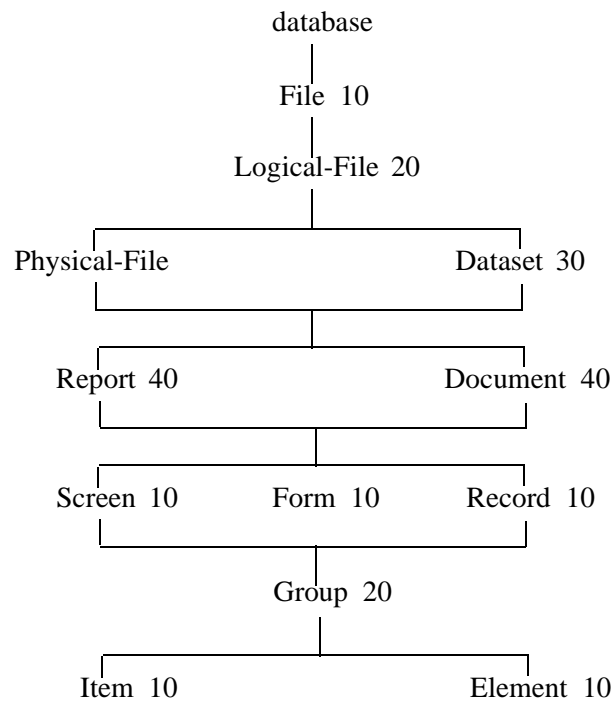 database
File 10
Logical-File 20
Physical-File Dataset 30
Report 40 Document 40
Screen 10 Form 10 Record 10
Group 20
Item 10 Element 10